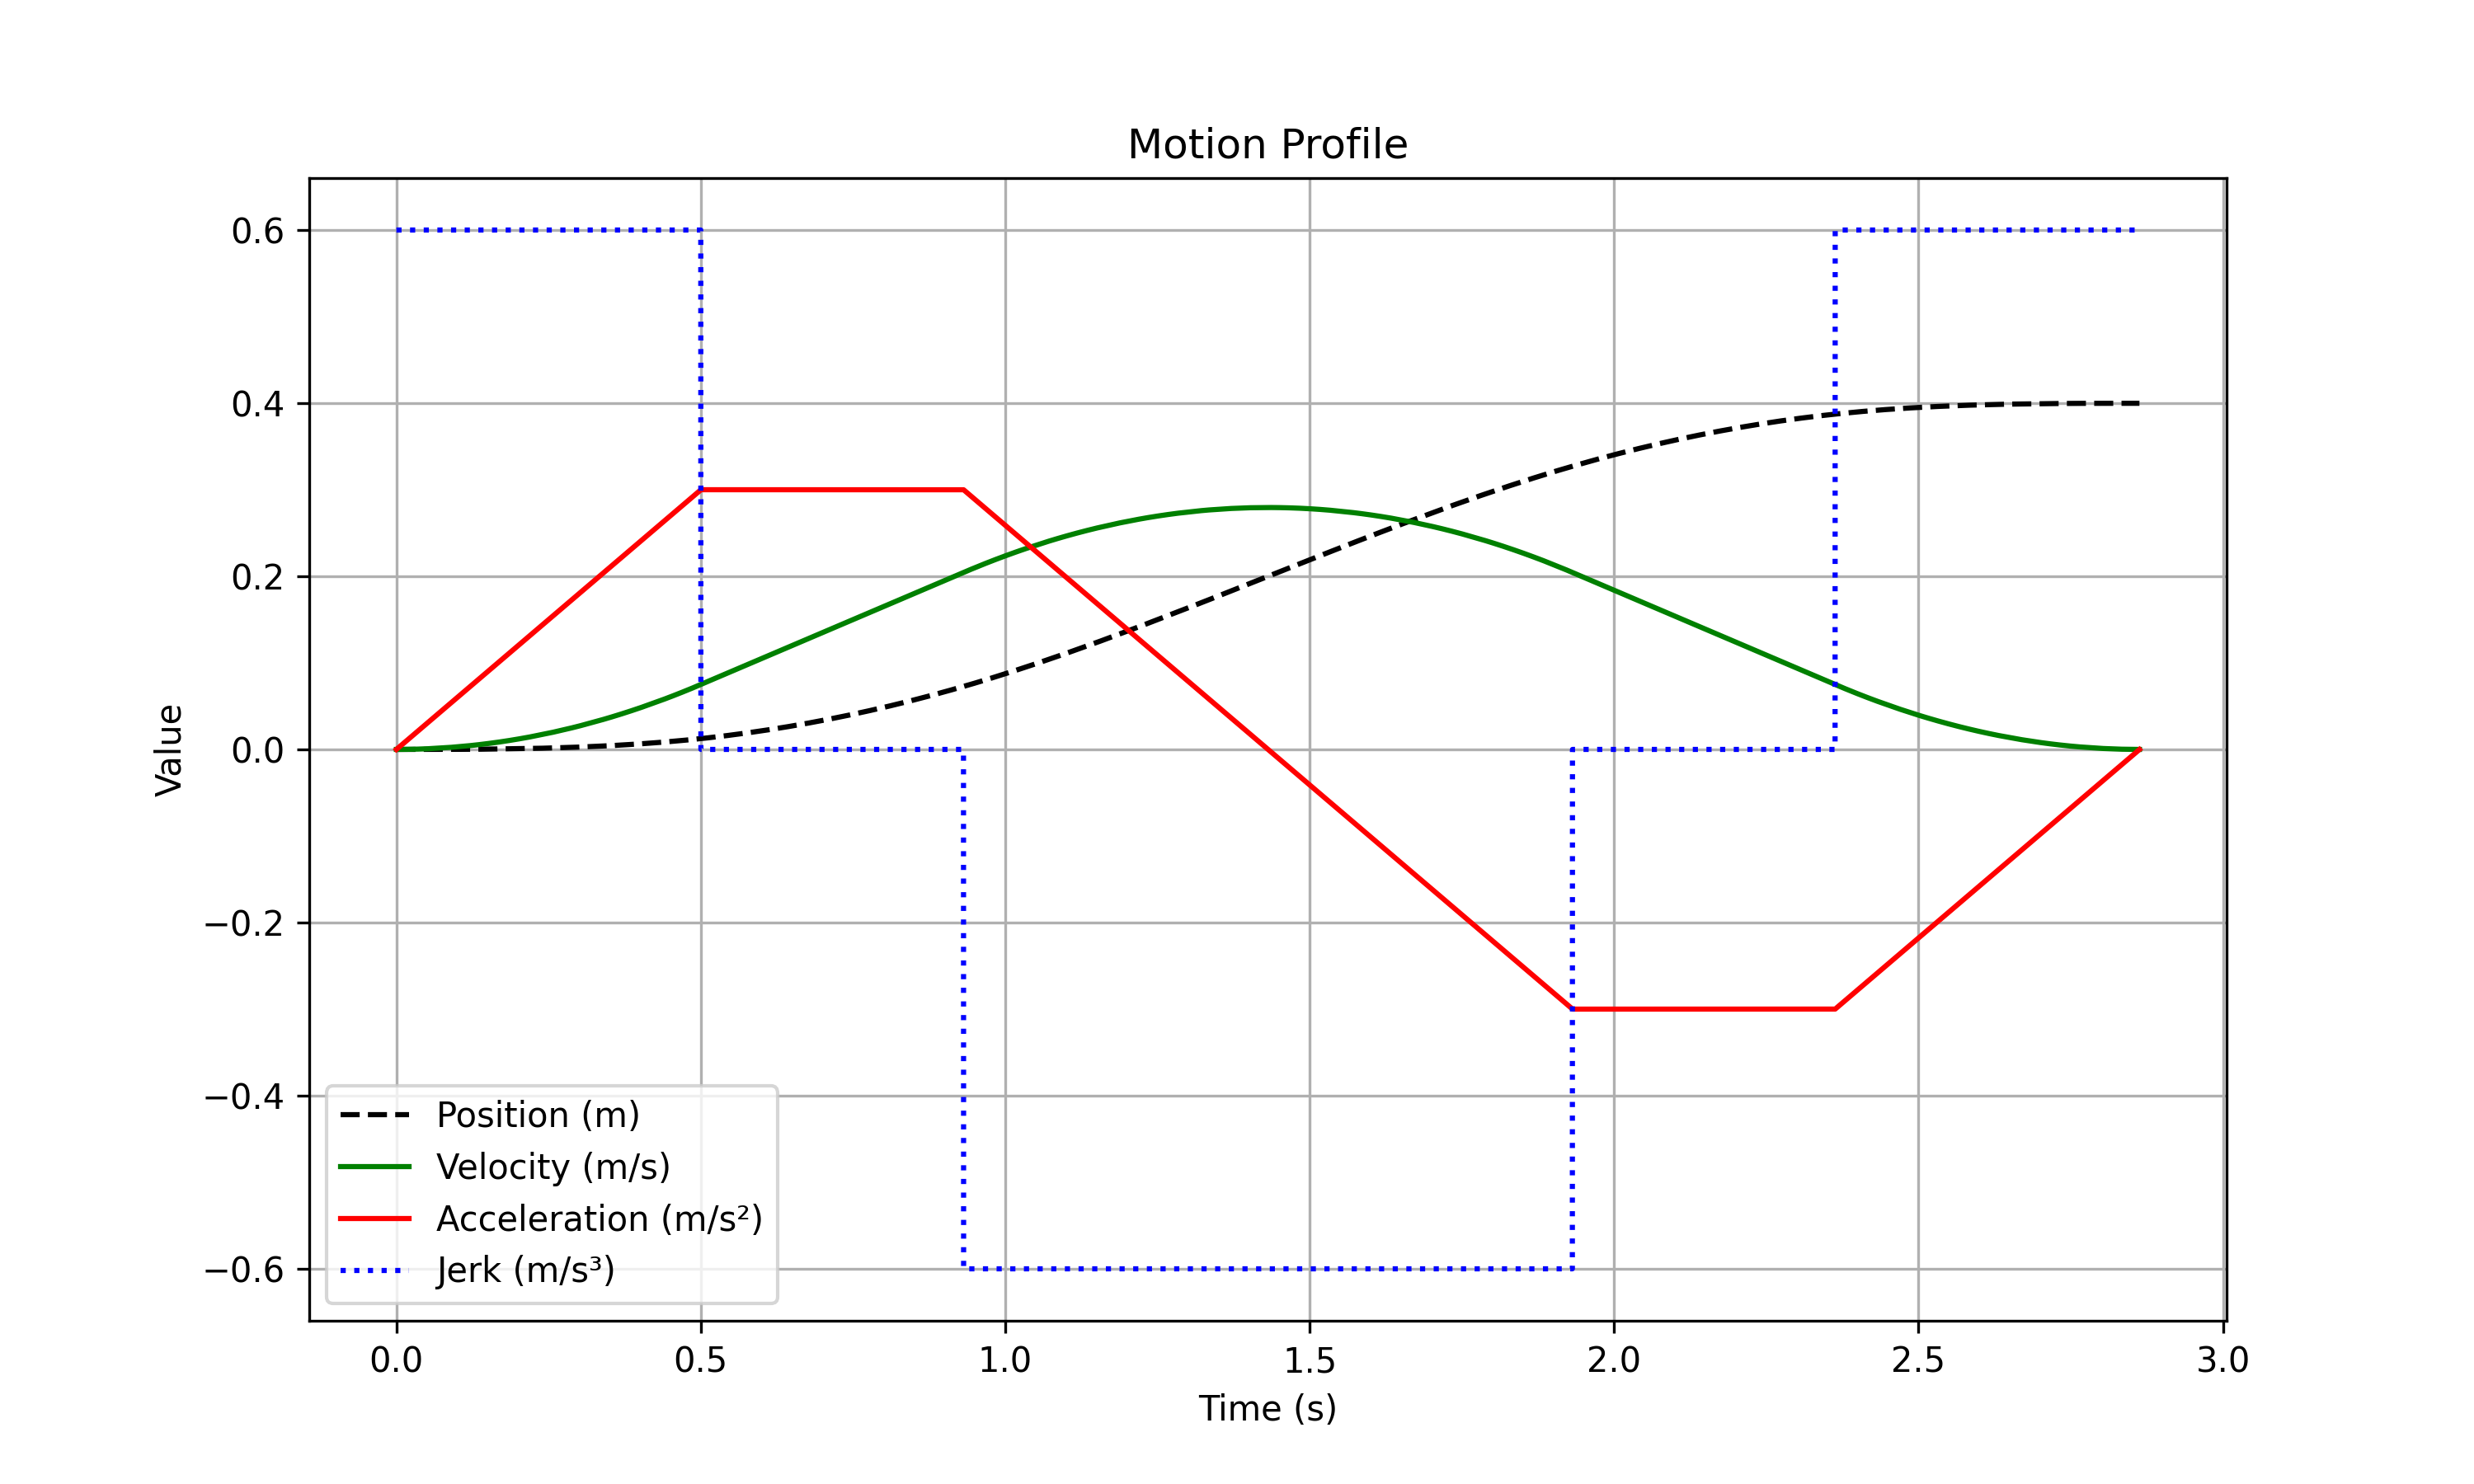 Motion Profile
0.6
0.4
0.2
0.0
−0.2
−0.4
−0.6
Value
Position (m)
Velocity (m/s)
Acceleration (m/s²)
Jerk (m/s³)
0.0 0.5 1.0 1.5 2.0 2.5 3.0
Time (s)